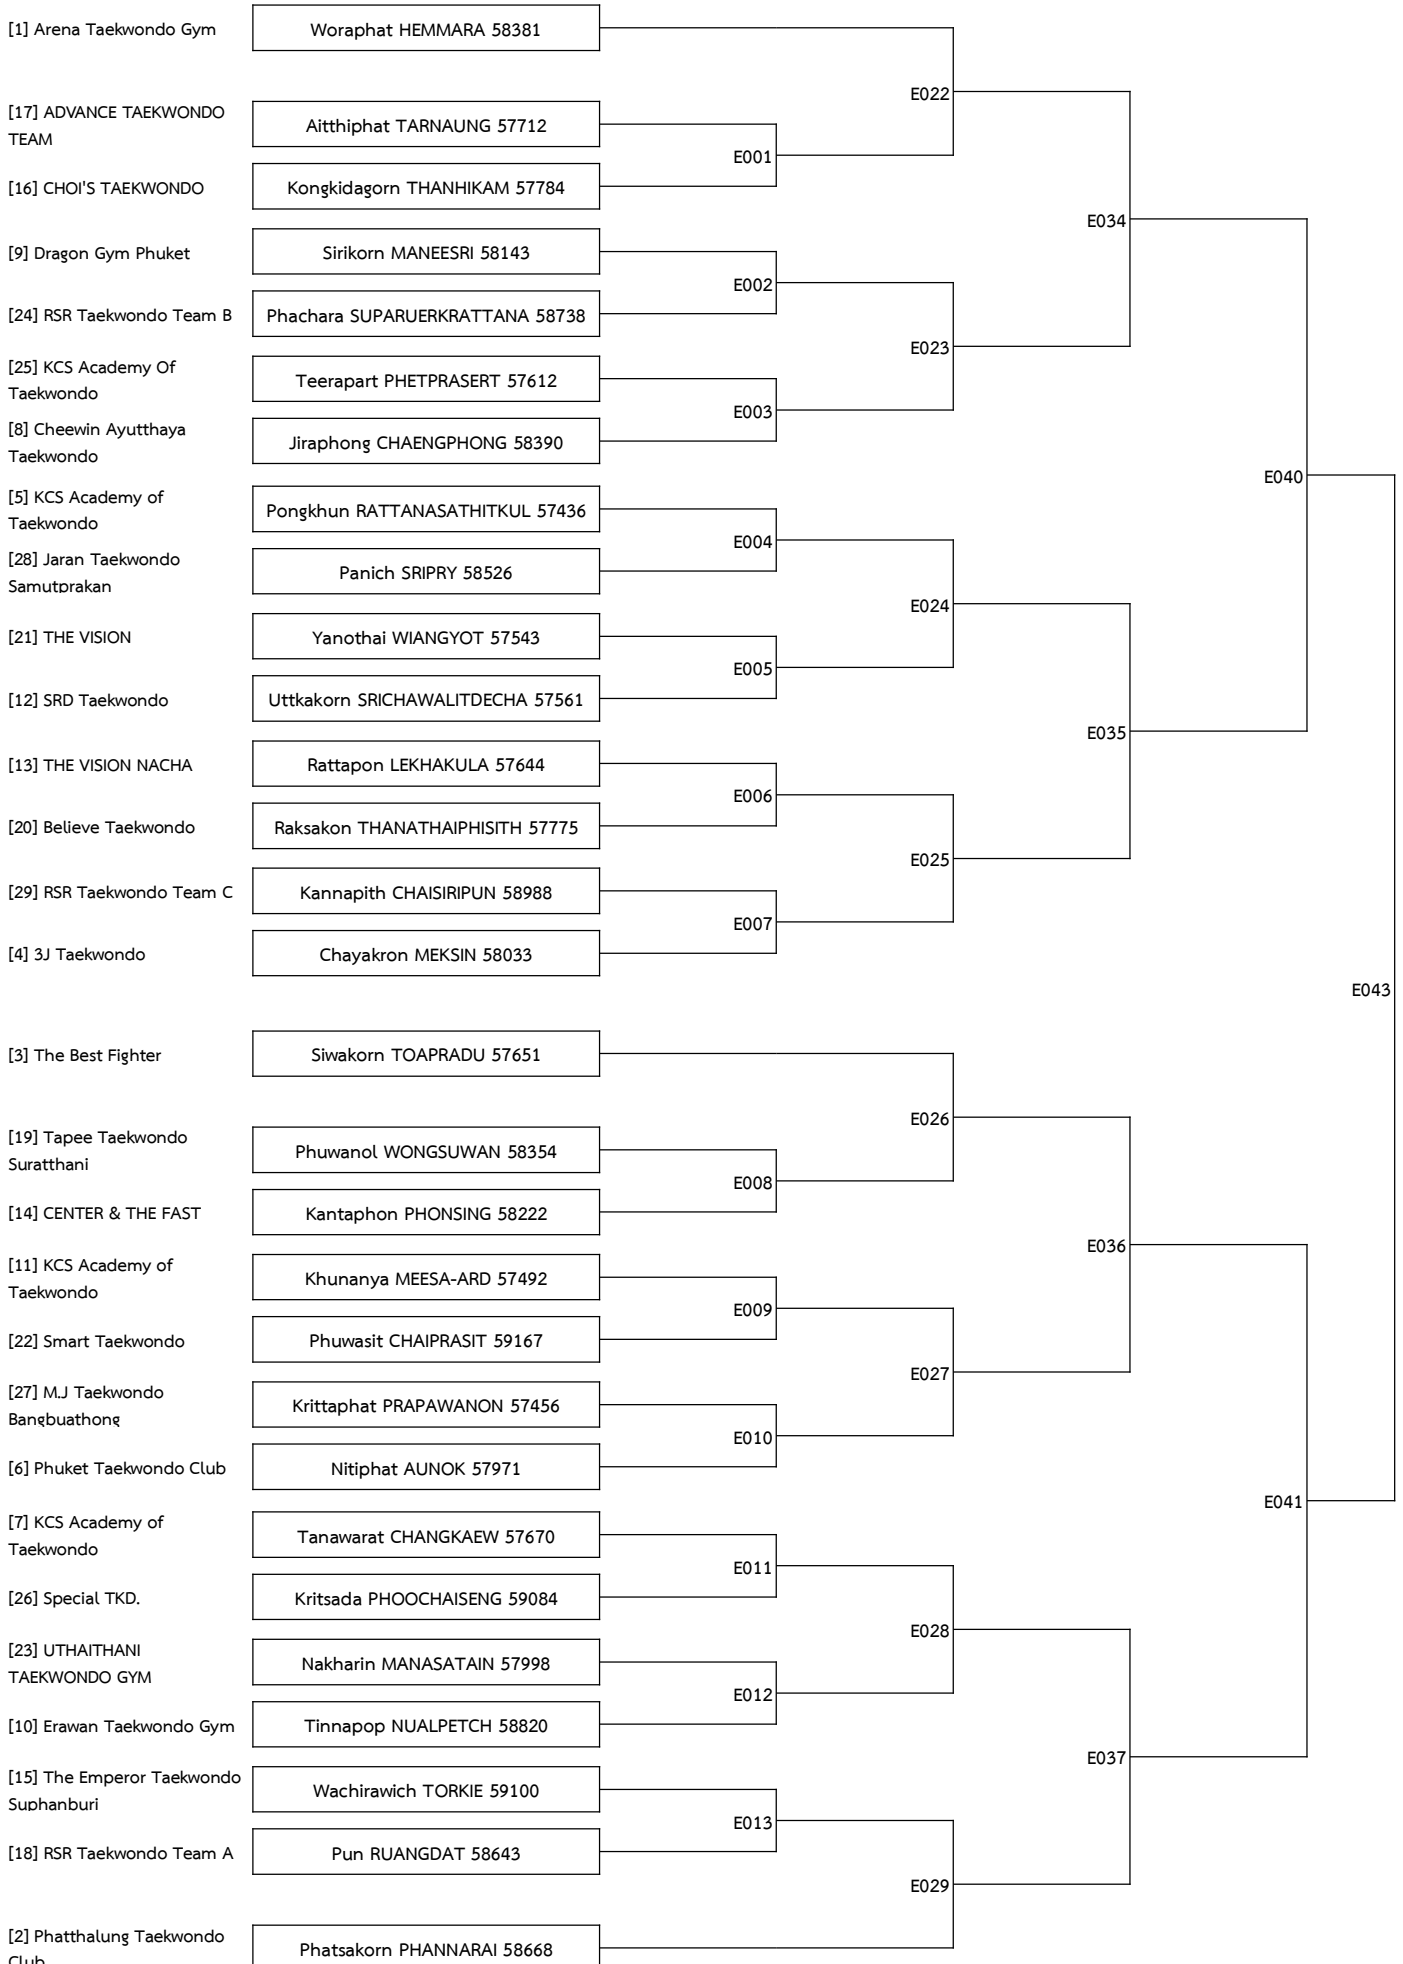 [1] Arena Taekwondo Gym
Woraphat HEMMARA 58381
E022
[17] ADVANCE TAEKWONDO
TEAM
Aitthiphat TARNAUNG 57712
E001
[16] CHOI'S TAEKWONDO
Kongkidagorn THANHIKAM 57784
E034
[9] Dragon Gym Phuket
Sirikorn MANEESRI 58143
E002
[24] RSR Taekwondo Team B
Phachara SUPARUERKRATTANA 58738
E023
[25] KCS Academy Of
Taekwondo
Teerapart PHETPRASERT 57612
E003
[8] Cheewin Ayutthaya
Taekwondo
Jiraphong CHAENGPHONG 58390
E040
[5] KCS Academy of
Taekwondo
Pongkhun RATTANASATHITKUL 57436
E004
[28] Jaran Taekwondo
Samutprakan
Panich SRIPRY 58526
E024
[21] THE VISION
Yanothai WIANGYOT 57543
E005
[12] SRD Taekwondo
Uttkakorn SRICHAWALITDECHA 57561
E035
[13] THE VISION NACHA
Rattapon LEKHAKULA 57644
E006
[20] Believe Taekwondo
Raksakon THANATHAIPHISITH 57775
E025
[29] RSR Taekwondo Team C
Kannapith CHAISIRIPUN 58988
E007
[4] 3J Taekwondo
Chayakron MEKSIN 58033
E043
[3] The Best Fighter
Siwakorn TOAPRADU 57651
E026
[19] Tapee Taekwondo
Suratthani
Phuwanol WONGSUWAN 58354
E008
[14] CENTER & THE FAST
Kantaphon PHONSING 58222
E036
[11] KCS Academy of
Taekwondo
Khunanya MEESA-ARD 57492
E009
[22] Smart Taekwondo
Phuwasit CHAIPRASIT 59167
E027
[27] M.J Taekwondo
Bangbuathong
Krittaphat PRAPAWANON 57456
E010
[6] Phuket Taekwondo Club
Nitiphat AUNOK 57971
E041
[7] KCS Academy of
Taekwondo
Tanawarat CHANGKAEW 57670
E011
[26] Special TKD.
Kritsada PHOOCHAISENG 59084
E028
[23] UTHAITHANI
TAEKWONDO GYM
Nakharin MANASATAIN 57998
E012
[10] Erawan Taekwondo Gym
Tinnapop NUALPETCH 58820
E037
[15] The Emperor Taekwondo
Suphanburi
Wachirawich TORKIE 59100
E013
[18] RSR Taekwondo Team A
Pun RUANGDAT 58643
E029
[2] Phatthalung Taekwondo
Club
Phatsakorn PHANNARAI 58668